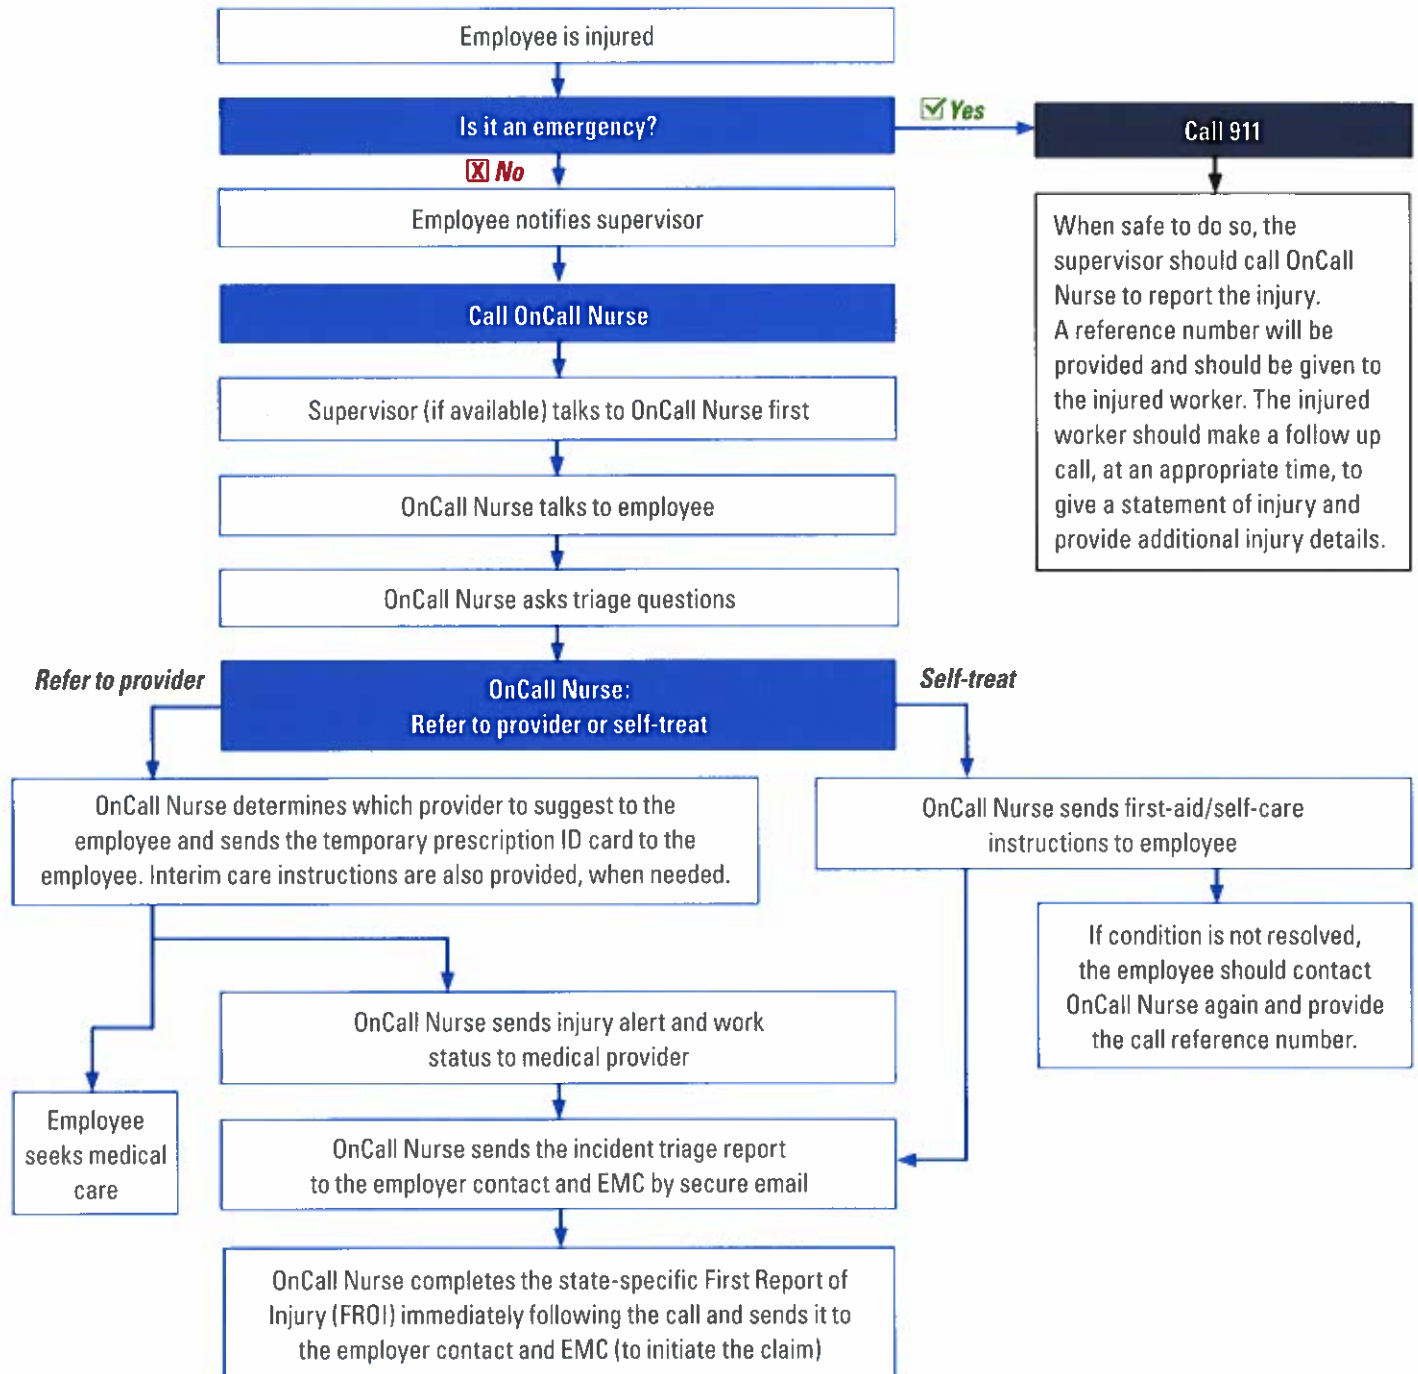 Employee is injured
Is it an emergency?
Yes
Call 911
X No
Employee notifies supervisor
When safe to do so, the
supervisor should call OnCall
Nurse to report the injury.
A reference number will be
provided and should be given to
the injured worker. The injured
worker should make a follow up
call, at an appropriate time, to
give a statement of injury and
provide additional injury details.
Call OnCall Nurse
Supervisor (if available) talks to OnCall Nurse first
OnCall Nurse talks to employee
OnCall Nurse asks triage questions
Refer to provider
OnCall Nurse:
Refer to provider or self-treat
Self-treat
OnCall Nurse determines which provider to suggest to the
employee and sends the temporary prescription ID card to the
employee. Interim care instructions are also provided, when needed.
OnCall Nurse sends first-aid/self-care
instructions to employee
If condition is not resolved,
the employee should contact
OnCall Nurse again and provide
the call reference number.
OnCall Nurse sends injury alert and work
status to medical provider
Employee
seeks medical
care
OnCall Nurse sends the incident triage report
to the employer contact and EMC by secure email
OnCall Nurse completes the state-specific First Report of
Injury (FROI) immediately following the call and sends it to
the employer contact and EMC (to initiate the claim)